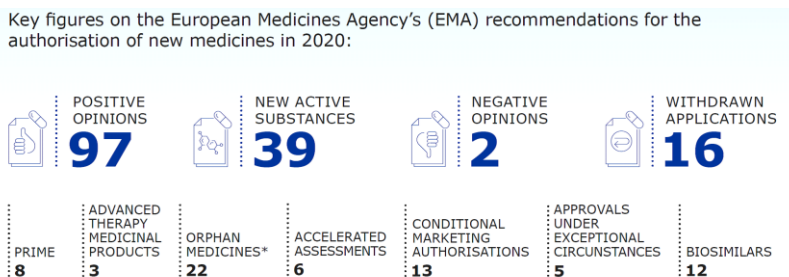 Key figures on the European Medicines Agency's (EMA) recommendations for the
authorisation of new medicines in 2020:
POSITIVE
OPINIONS
97
NEW ACTIVE
SUBSTANCES
39
NEGATIVE
OPINIONS
2
WITHDRAWN
APPLICATIONS
16
PRIME
8
ADVANCED
THERAPY
MEDICINAL
PRODUCTS
3
ORPHAN
MEDICINES*
22
ACCELERATED
ASSESSMENTS
6
CONDITIONAL
MARKETING
AUTHORISATIONS
13
APPROVALS
UNDER
EXCEPTIONAL
CIRCUMSTANCES
5
BIOSIMILARS
12